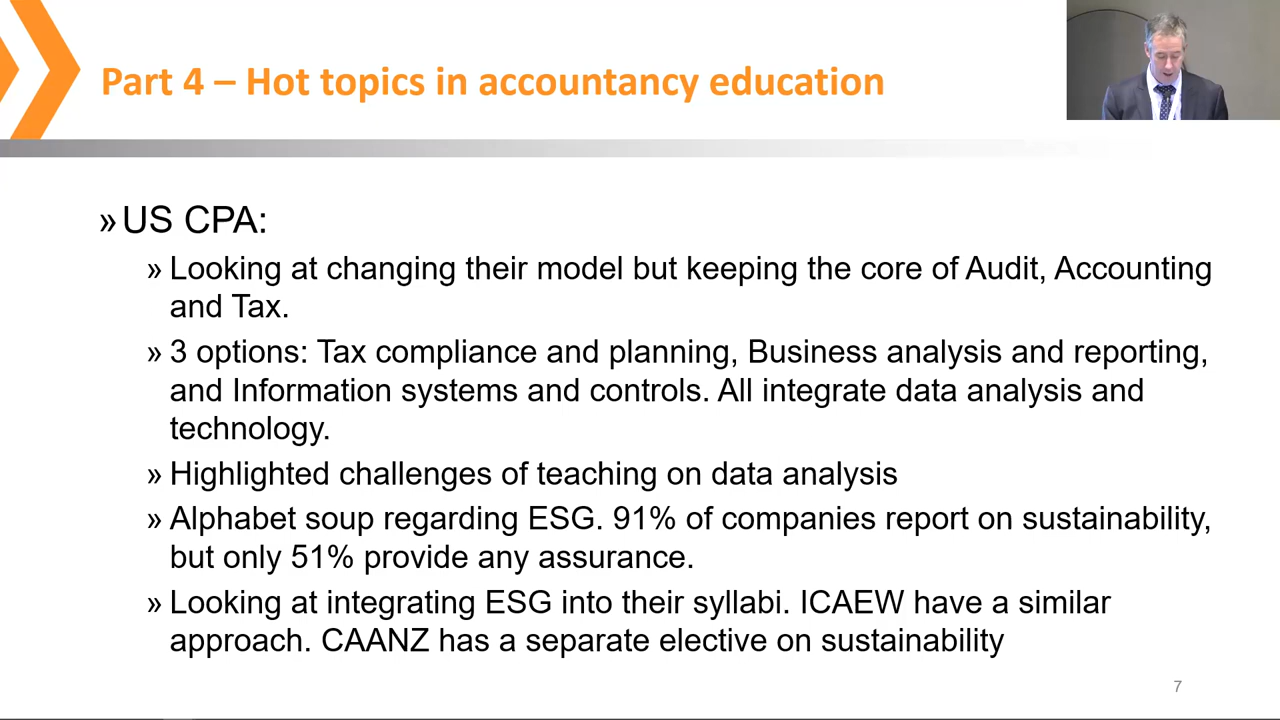 Part 4 – Hot topics in accountancy education
» US CPA:
» Looking at changing their model but keeping the core of Audit, Accounting
and Tax.
» 3 options: Tax compliance and planning, Business analysis and reporting,
and Information systems and controls. All integrate data analysis and
technology.
» Highlighted challenges of teaching on data analysis
» Alphabet soup regarding ESG. 91% of companies report on sustainability,
but only 51% provide any assurance.
» Looking at integrating ESG into their syllabi. ICAEW have a similar
approach. CAANZ has a separate elective on sustainability
7